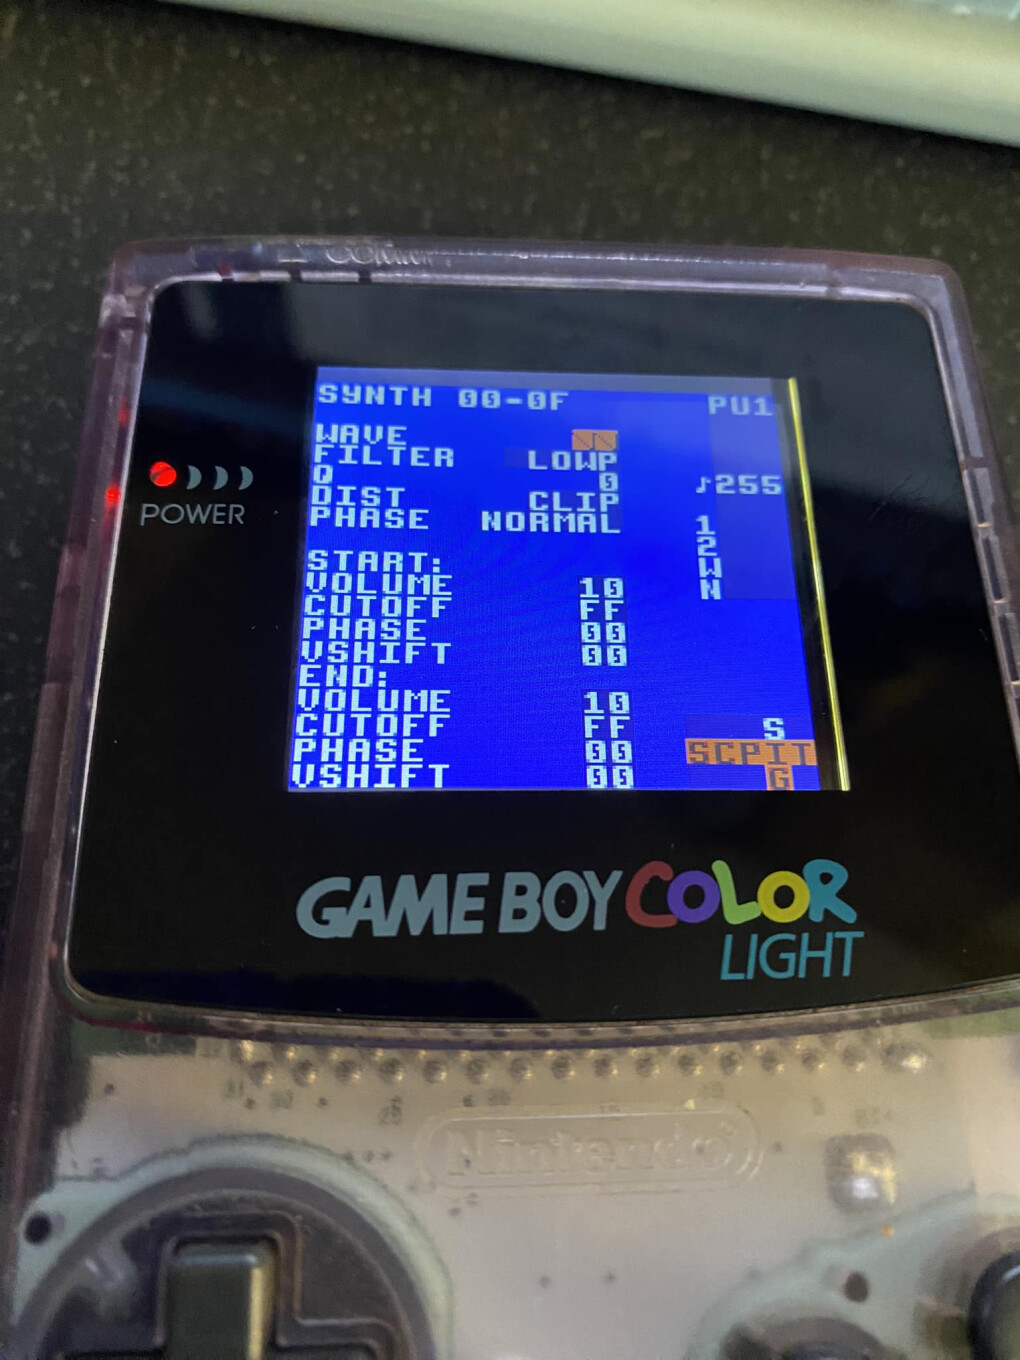 SYNTH 00-0F PU1
WAVE
FILTER LOWP
Q 0
DIST CLIP
PHASE NORMAL
♪255
1
2
W
N
START:
VOLUME 10
CUTOFF FF
PHASE 00
VSHIFT 00
END:
VOLUME 10
CUTOFF FF
PHASE 00
VSHIFT 00
S
SCPIT
G
POWER
GAME BOY COLOR
LIGHT
Nintendo